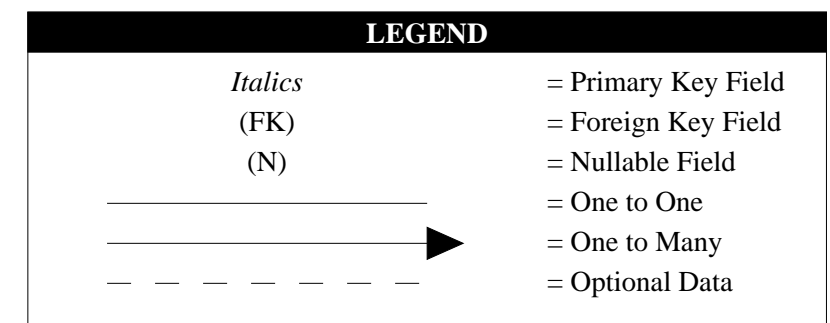 LEGEND
Italics = Primary Key Field
(FK) = Foreign Key Field
(N) = Nullable Field
= One to One
= One to Many
= Optional Data